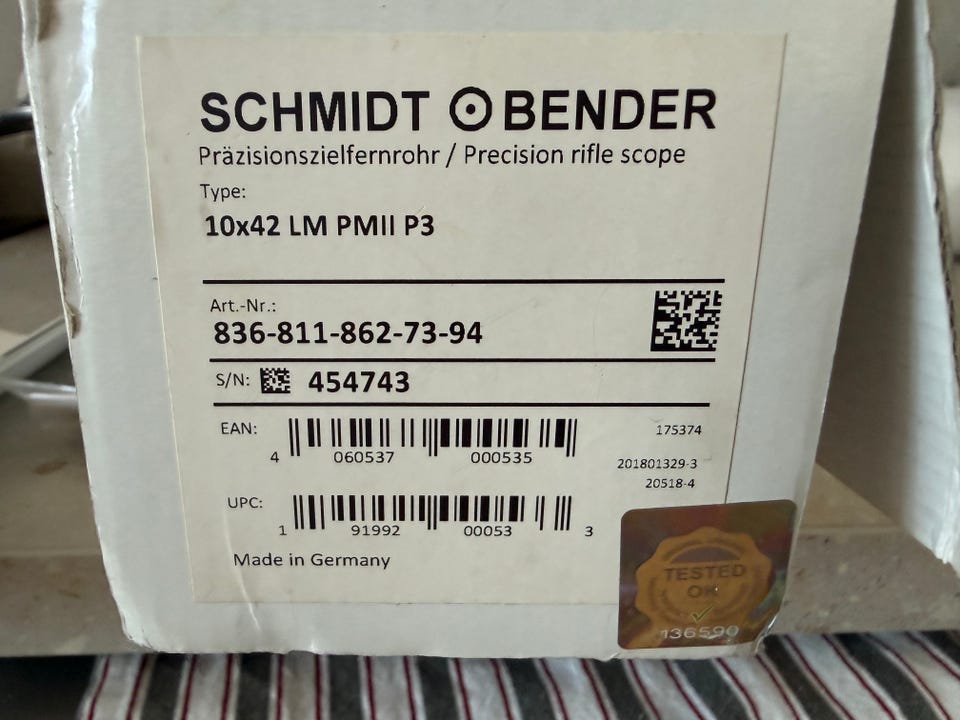 SCHMIDT BENDER
Präzisionszielfernrohr / Precision rifle scope
Type:
10x42 LM PMII P3
Art.-Nr.:
836-811-862-73-94
S/N: 454743
EAN:
4 060537 000535
175374
201801329-3
20518-4
UPC:
1 91992 00053 3
Made in Germany
TESTED
OK
136590